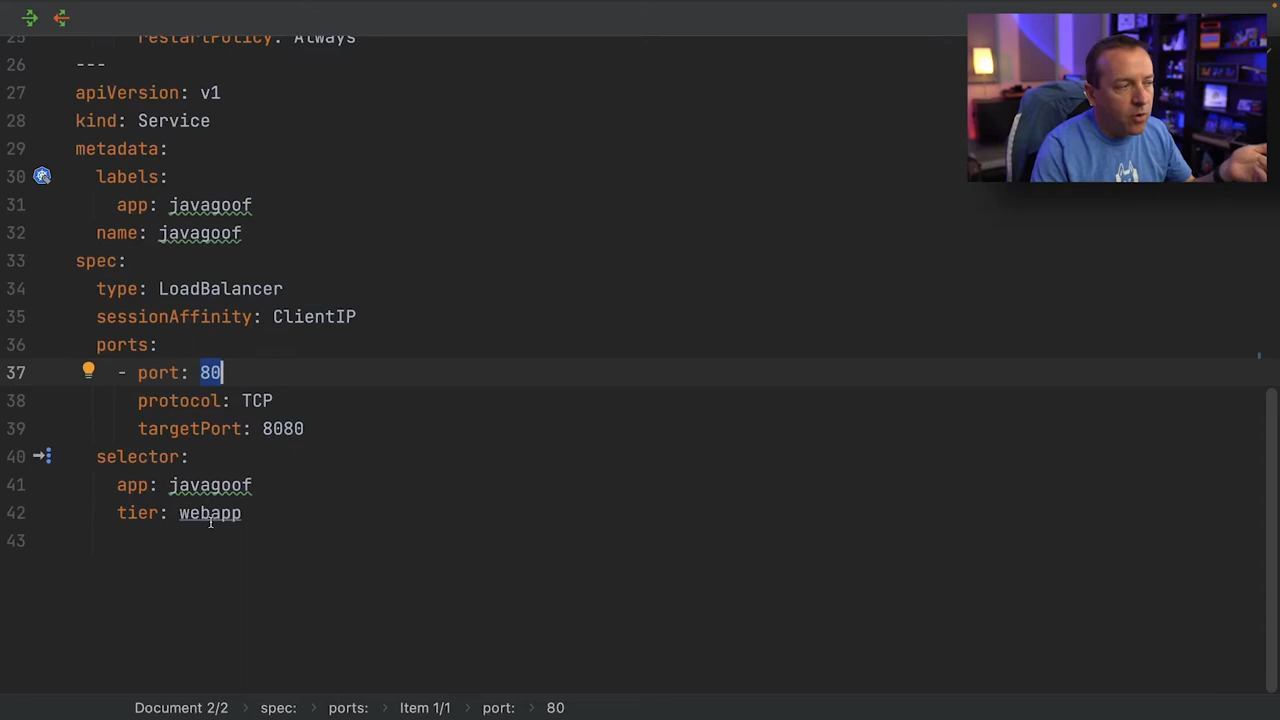 25 restartPolicy: Always
26 ---
27 apiVersion: v1
28 kind: Service
29 metadata:
30 labels:
31 app: javagoof
32 name: javagoof
33 spec:
34 type: LoadBalancer
35 sessionAffinity: ClientIP
36 ports:
37 - port: 80
38 protocol: TCP
39 targetPort: 8080
40 selector:
41 app: javagoof
42 tier: webapp
43
Document 2/2 › spec: › ports: › Item 1/1 › port: › 80